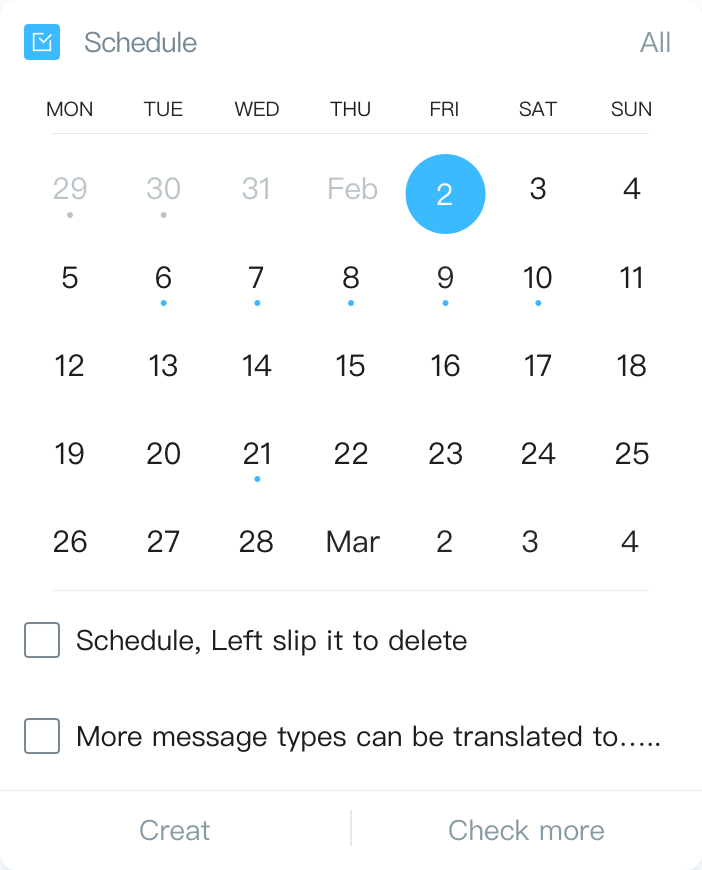 Schedule All
MON TUE WED THU FRI SAT SUN
29 30 31 Feb 2 3 4
5 6 7 8 9 10 11
12 13 14 15 16 17 18
19 20 21 22 23 24 25
26 27 28 Mar 2 3 4
Schedule, Left slip it to delete
More message types can be translated to.....
Creat Check more